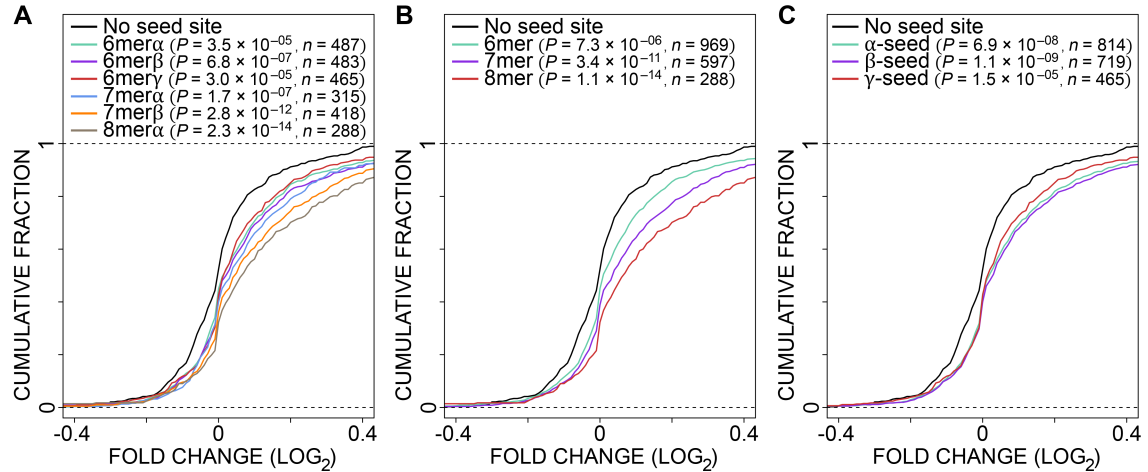 A
No seed site
6merα (P = 3.5 × 10⁻⁰⁵, n = 487)
6merβ (P = 6.8 × 10⁻⁰⁷, n = 483)
6merγ (P = 3.0 × 10⁻⁰⁵, n = 465)
7merα (P = 1.7 × 10⁻⁰⁷, n = 315)
7merβ (P = 2.8 × 10⁻¹², n = 418)
8merα (P = 2.3 × 10⁻¹⁴, n = 288)
CUMULATIVE FRACTION
1
0
-0.4 0 0.4
FOLD CHANGE (LOG₂)
B
No seed site
6mer (P = 7.3 × 10⁻⁰⁶, n = 969)
7mer (P = 3.4 × 10⁻¹¹, n = 597)
8mer (P = 1.1 × 10⁻¹⁴, n = 288)
CUMULATIVE FRACTION
1
0
-0.4 0 0.4
FOLD CHANGE (LOG₂)
C
No seed site
α-seed (P = 6.9 × 10⁻⁰⁸, n = 814)
β-seed (P = 1.1 × 10⁻⁰⁹, n = 719)
γ-seed (P = 1.5 × 10⁻⁰⁵, n = 465)
CUMULATIVE FRACTION
1
0
-0.4 0 0.4
FOLD CHANGE (LOG₂)